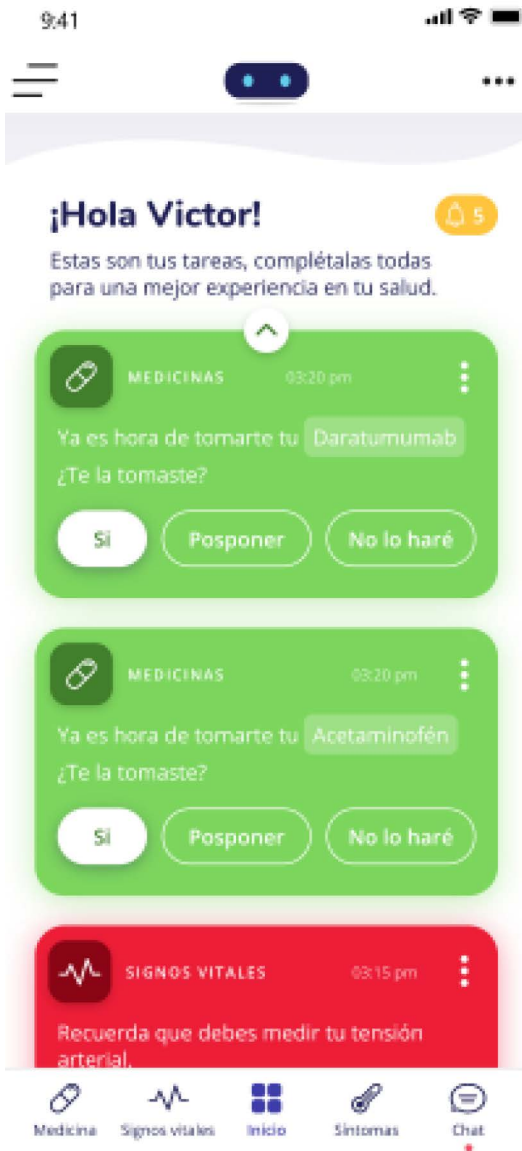 9:41
¡Hola Victor!
5
Estas son tus tareas, complétalas todas
para una mejor experiencia en tu salud.
MEDICINAS 03:20 pm
Ya es hora de tomarte tu Daratumumab
¿Te la tomaste?
Si Posponer No lo haré
MEDICINAS 03:20 pm
Ya es hora de tomarte tu Acetaminofén
¿Te la tomaste?
Si Posponer No lo haré
SIGNOS VITALES 03:15 pm
Recuerda que debes medir tu tensión
arterial.
Medicina Signos vitales Inicio Síntomas Chat